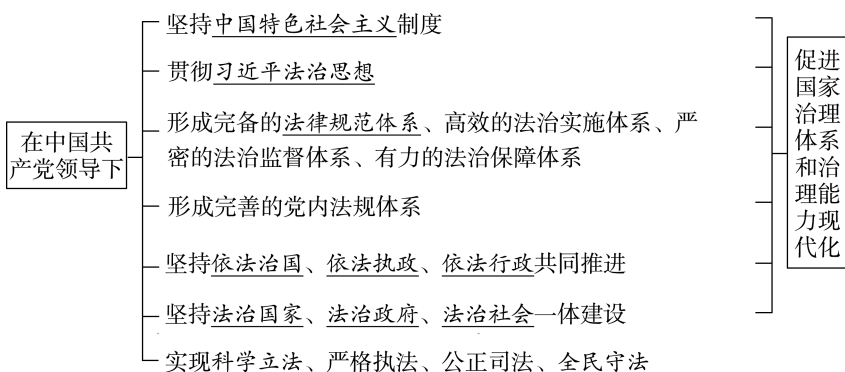 在中国共
产党领导下
坚持中国特色社会主义制度
贯彻习近平法治思想
形成完备的法律规范体系、高效的法治实施体系、严
密的法治监督体系、有力的法治保障体系
形成完善的党内法规体系
坚持依法治国、依法执政、依法行政共同推进
坚持法治国家、法治政府、法治社会一体建设
实现科学立法、严格执法、公正司法、全民守法
促进
国家
治理
体系
和治
理能
力现
代化